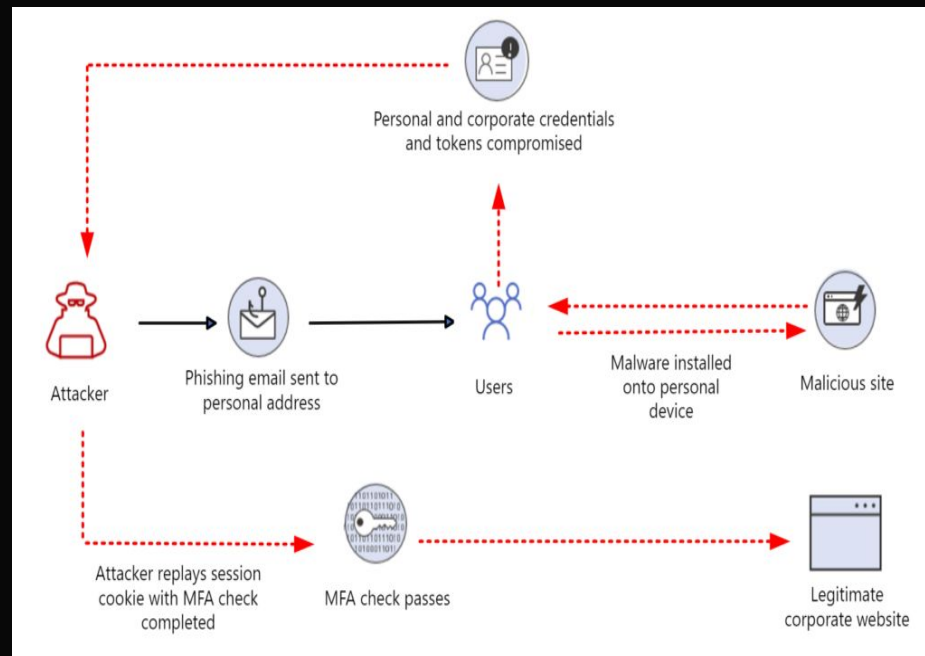 Personal and corporate credentials
and tokens compromised
Attacker
Phishing email sent to
personal address
Users
Malware installed
onto personal
device
Malicious site
Attacker replays session
cookie with MFA check
completed
MFA check passes
Legitimate
corporate website